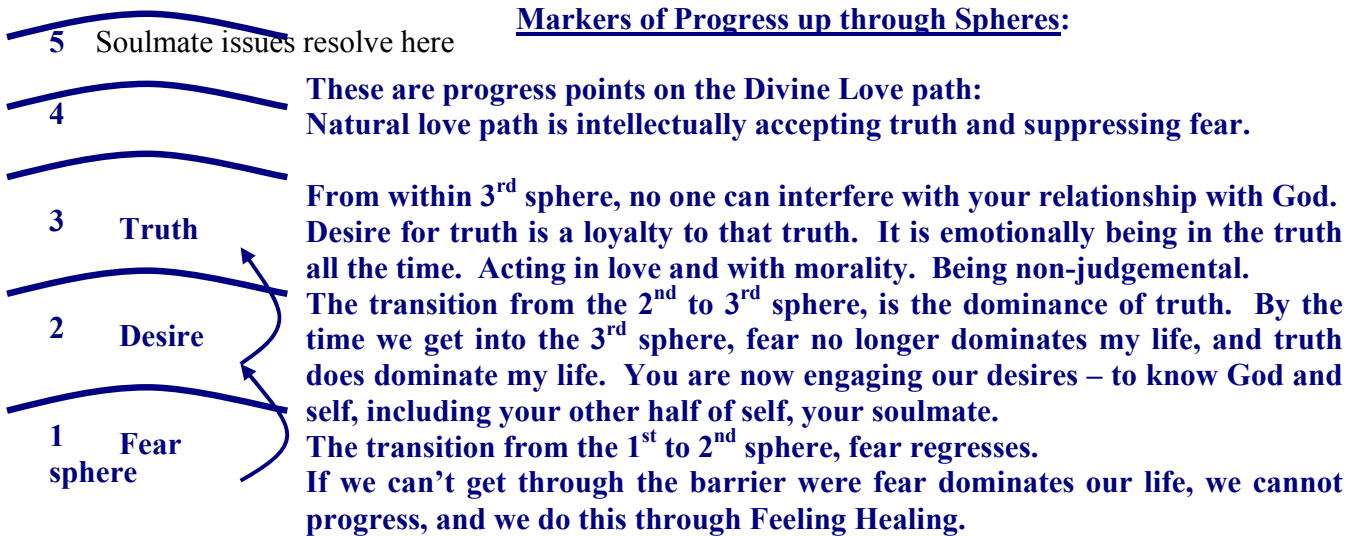 Markers of Progress up through Spheres:
5 Soulmate issues resolve here
4
These are progress points on the Divine Love path:
Natural love path is intellectually accepting truth and suppressing fear.
3 Truth
2 Desire
1 Fear
sphere
From within 3rd sphere, no one can interfere with your relationship with God.
Desire for truth is a loyalty to that truth. It is emotionally being in the truth
all the time. Acting in love and with morality. Being non-judgemental.
The transition from the 2nd to 3rd sphere, is the dominance of truth. By the
time we get into the 3rd sphere, fear no longer dominates my life, and truth
does dominate my life. You are now engaging our desires – to know God and
self, including your other half of self, your soulmate.
The transition from the 1st to 2nd sphere, fear regresses.
If we can’t get through the barrier were fear dominates our life, we cannot
progress, and we do this through Feeling Healing.